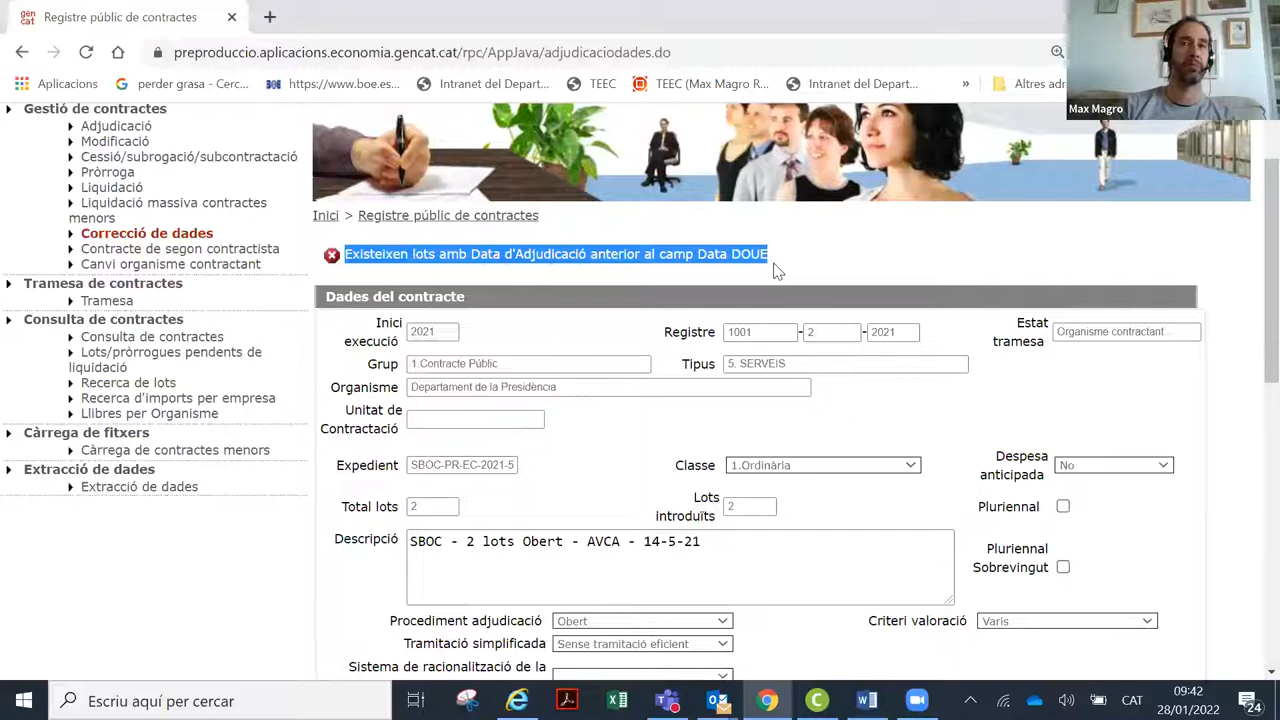 gen
cat
Registre públic de contractes
preproduccio.aplicacions.economia.gencat.cat/rpc/AppJava/adjudicaciodades.do
Aplicacions
perder grasa - Cerc...
https://www.boe.es...
Intranet del Depart...
TEEC
TEEC (Max Magro R...
Intranet del Depart...
»
Altres adr
Max Magro
Gestió de contractes
Adjudicació
Modificació
Cessió/subrogació/subcontractació
Pròrroga
Liquidació
Liquidació massiva contractes
menors
Correcció de dades
Contracte de segon contractista
Canvi organisme contractant
Tramesa de contractes
Tramesa
Consulta de contractes
Consulta de contractes
Lots/pròrrogues pendents de
liquidació
Recerca de lots
Recerca d'imports per empresa
Llibres per Organisme
Càrrega de fitxers
Càrrega de contractes menors
Extracció de dades
Extracció de dades
Inici > Registre públic de contractes
Existeixen lots amb Data d'Adjudicació anterior al camp Data DOUE
Dades del contracte
Inici
execució
2021
Registre
1001
-
2
-
2021
Estat
tramesa
Organisme contractant
Grup
1.Contracte Públic
Tipus
5. SERVEIS
Organisme
Departament de la Presidència
Unitat de
Contractació
Expedient
SBOC-PR-EC-2021-5
Classe
1.Ordinària
Despesa
anticipada
No
Total lots
2
Lots
introduïts
2
Pluriennal
Descripció
SBOC - 2 lots Obert - AVCA - 14-5-21
Pluriennal
Sobrevingut
Procediment adjudicació
Obert
Criteri valoració
Varis
Tramitació simplificada
Sense tramitació eficient
Sistema de racionalització de la
Escriu aquí per cercar
CAT
09:42
28/01/2022
24